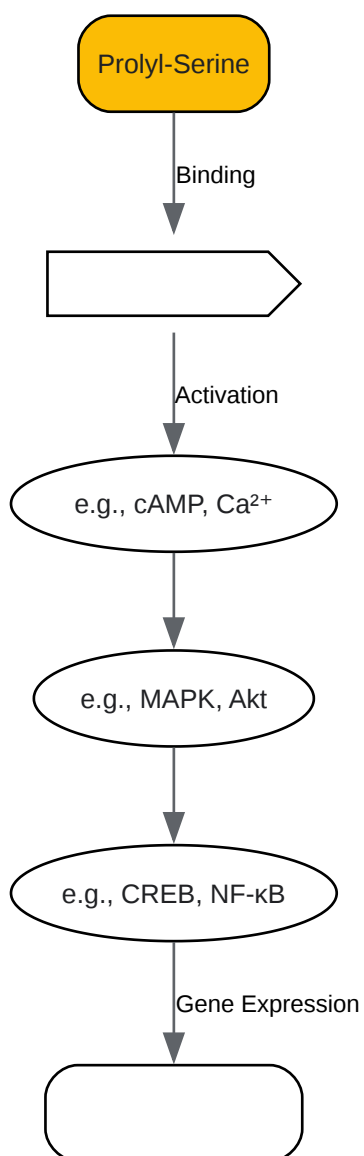 Prolyl-Serine
Binding
Activation
e.g., cAMP, Ca²⁺
e.g., MAPK, Akt
e.g., CREB, NF-κB
Gene Expression